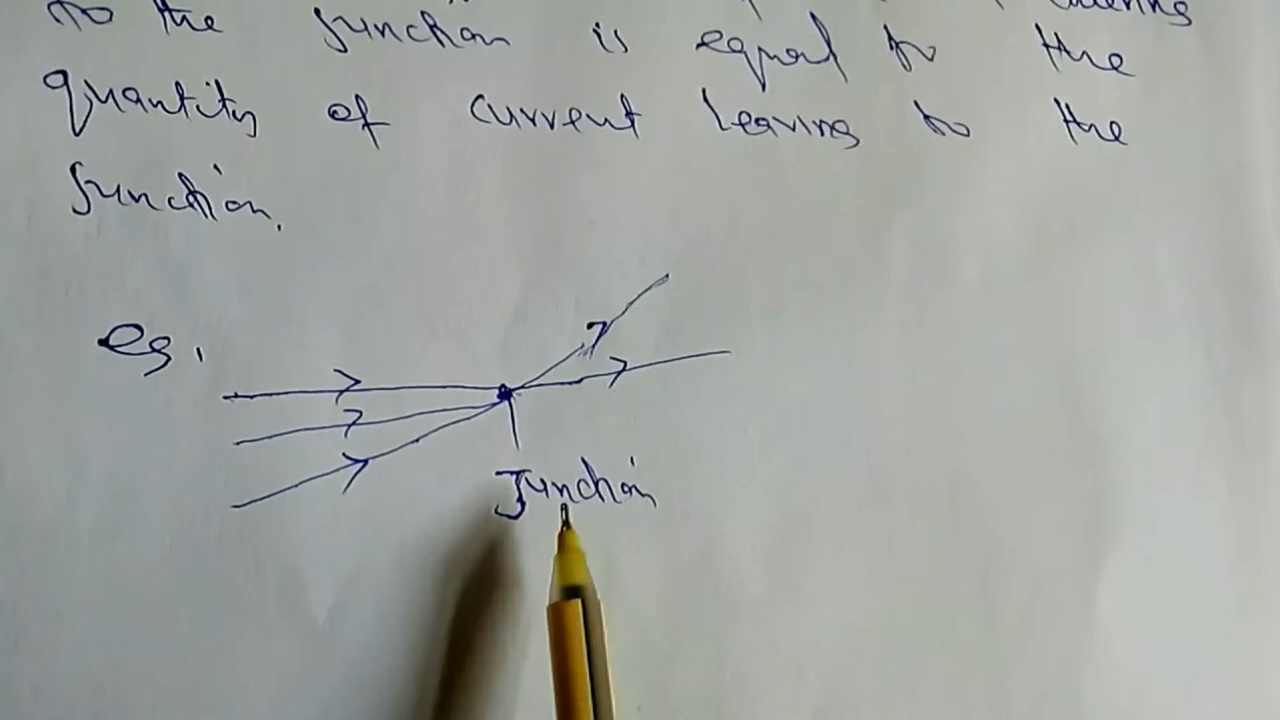 to the junction is equal to the
quantity of current leaving to the
junction.
eg.
Junction